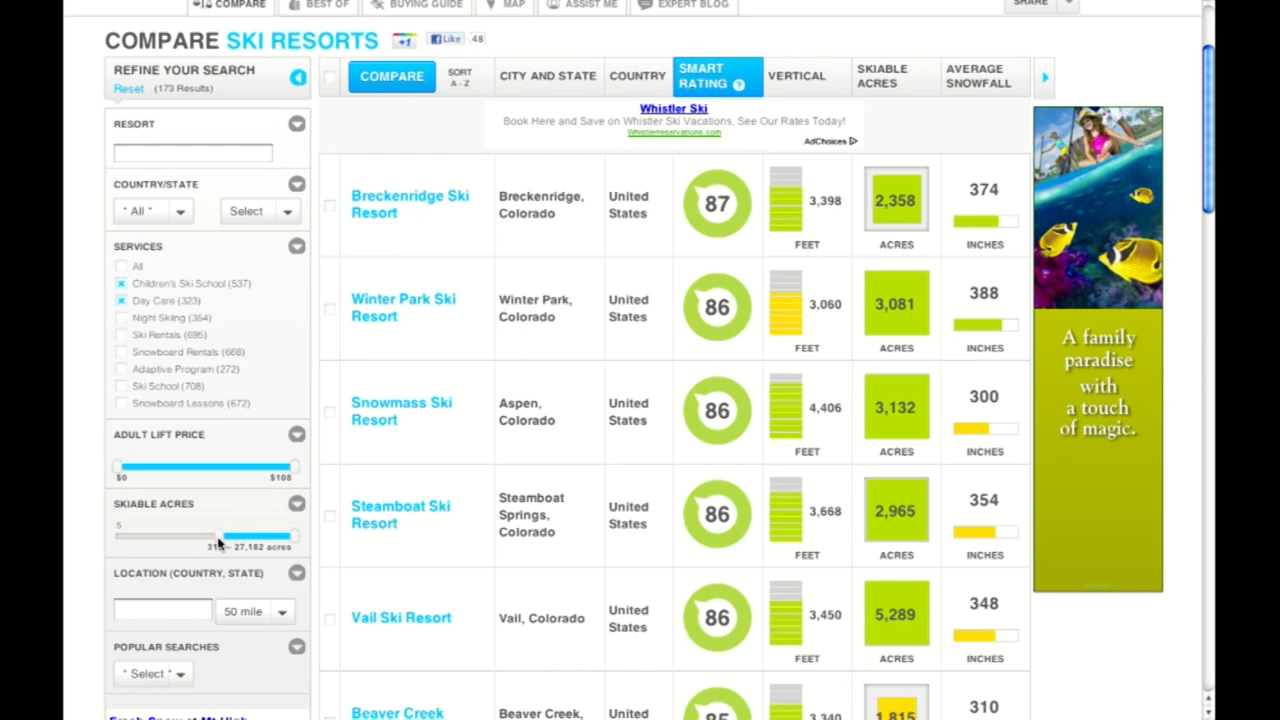 COMPARE
BEST OF
BUYING GUIDE
MAP
ASSIST ME
EXPERT BLOG
SHARE
COMPARE SKI RESORTS
+1
Like
48
REFINE YOUR SEARCH
Reset (173 Results)
RESORT
COUNTRY/STATE
* All *
Select
SERVICES
All
Children's Ski School (537)
Day Care (323)
Night Skiing (354)
Ski Rentals (695)
Snowboard Rentals (668)
Adaptive Program (272)
Ski School (708)
Snowboard Lessons (672)
ADULT LIFT PRICE
$0
$108
SKIABLE ACRES
5
– 27,182 acres
LOCATION (COUNTRY, STATE)
50 mile
POPULAR SEARCHES
* Select *
COMPARE
SORT
A - Z
CITY AND STATE
COUNTRY
SMART
RATING ?
VERTICAL
SKIABLE
ACRES
AVERAGE
SNOWFALL
Whistler Ski
Book Here and Save on Whistler Ski Vacations, See Our Rates Today!
Whistlerreservations.com
AdChoices
Breckenridge Ski
Resort
Breckenridge,
Colorado
United
States
87
3,398
FEET
2,358
ACRES
374
INCHES
Winter Park Ski
Resort
Winter Park,
Colorado
United
States
86
3,060
FEET
3,081
ACRES
388
INCHES
Snowmass Ski
Resort
Aspen,
Colorado
United
States
86
4,406
FEET
3,132
ACRES
300
INCHES
Steamboat Ski
Resort
Steamboat
Springs,
Colorado
United
States
86
3,668
FEET
2,965
ACRES
354
INCHES
Vail Ski Resort
Vail, Colorado
United
States
86
3,450
FEET
5,289
ACRES
348
INCHES
Beaver Creek
Beaver Creek,
United
85
3,340
1,815
310
A family
paradise
with
a touch
of magic.